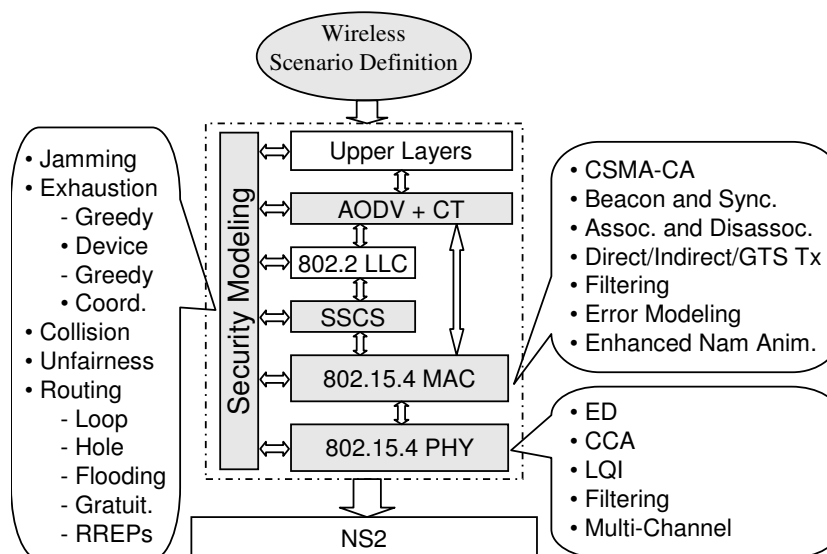 Wireless
Scenario Definition
• Jamming
• Exhaustion
- Greedy
• Device
- Greedy
• Coord.
• Collision
• Unfairness
• Routing
- Loop
- Hole
- Flooding
- Gratuit.
- RREPs
Security Modeling
Upper Layers
AODV + CT
802.2 LLC
SSCS
802.15.4 MAC
802.15.4 PHY
NS2
• CSMA-CA
• Beacon and Sync.
• Assoc. and Disassoc.
• Direct/Indirect/GTS Tx
• Filtering
• Error Modeling
• Enhanced Nam Anim.
• ED
• CCA
• LQI
• Filtering
• Multi-Channel